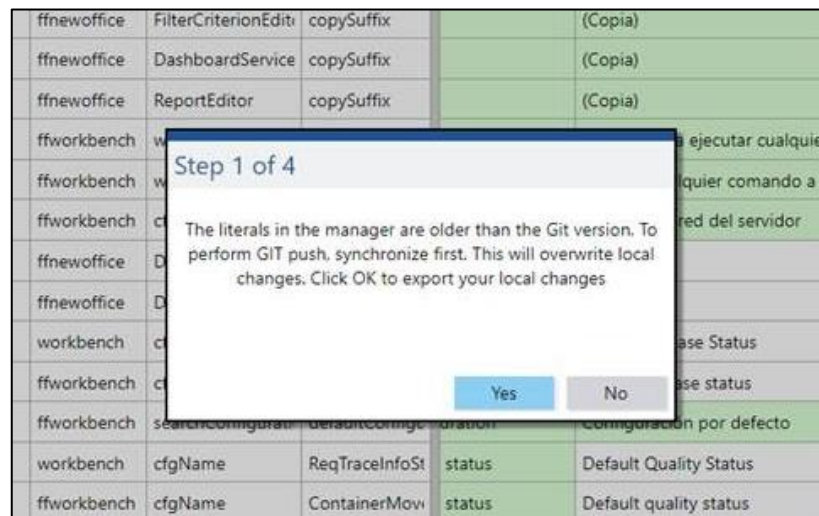 ffnewoffice FilterCriterionEdit copySuffix (Copia)
ffnewoffice DashboardService copySuffix (Copia)
ffnewoffice ReportEditor copySuffix (Copia)
ffworkbench w a ejecutar cualquie
Step 1 of 4
ffworkbench w lquier comando a
ffworkbench red del servidor
The literals in the manager are older than the Git version. To
perform GIT push, synchronize first. This will overwrite local
changes. Click OK to export your local changes
ffnewoffice D
ffnewoffice D
workbench ase Status
ffworkbench ase status
Yes No
ffworkbench uration Configuración por defecto
workbench cfgName ReqTraceInfoSt status Default Quality Status
ffworkbench cfgName ContainerMov status Default quality status